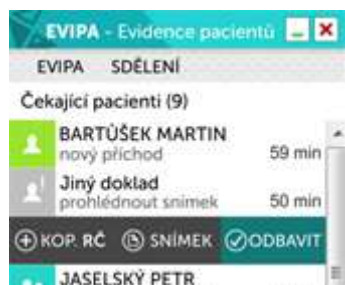 EVIPA - Evidence pacientů
EVIPA SDĚLENÍ
Čekající pacienti (9)
BARTŮŠEK MARTIN
nový příchod 59 min
Jiný doklad
prohlédnout snímek 50 min
KOP. RČ SNÍMEK ODBAVIT
JASELSKÝ PETR